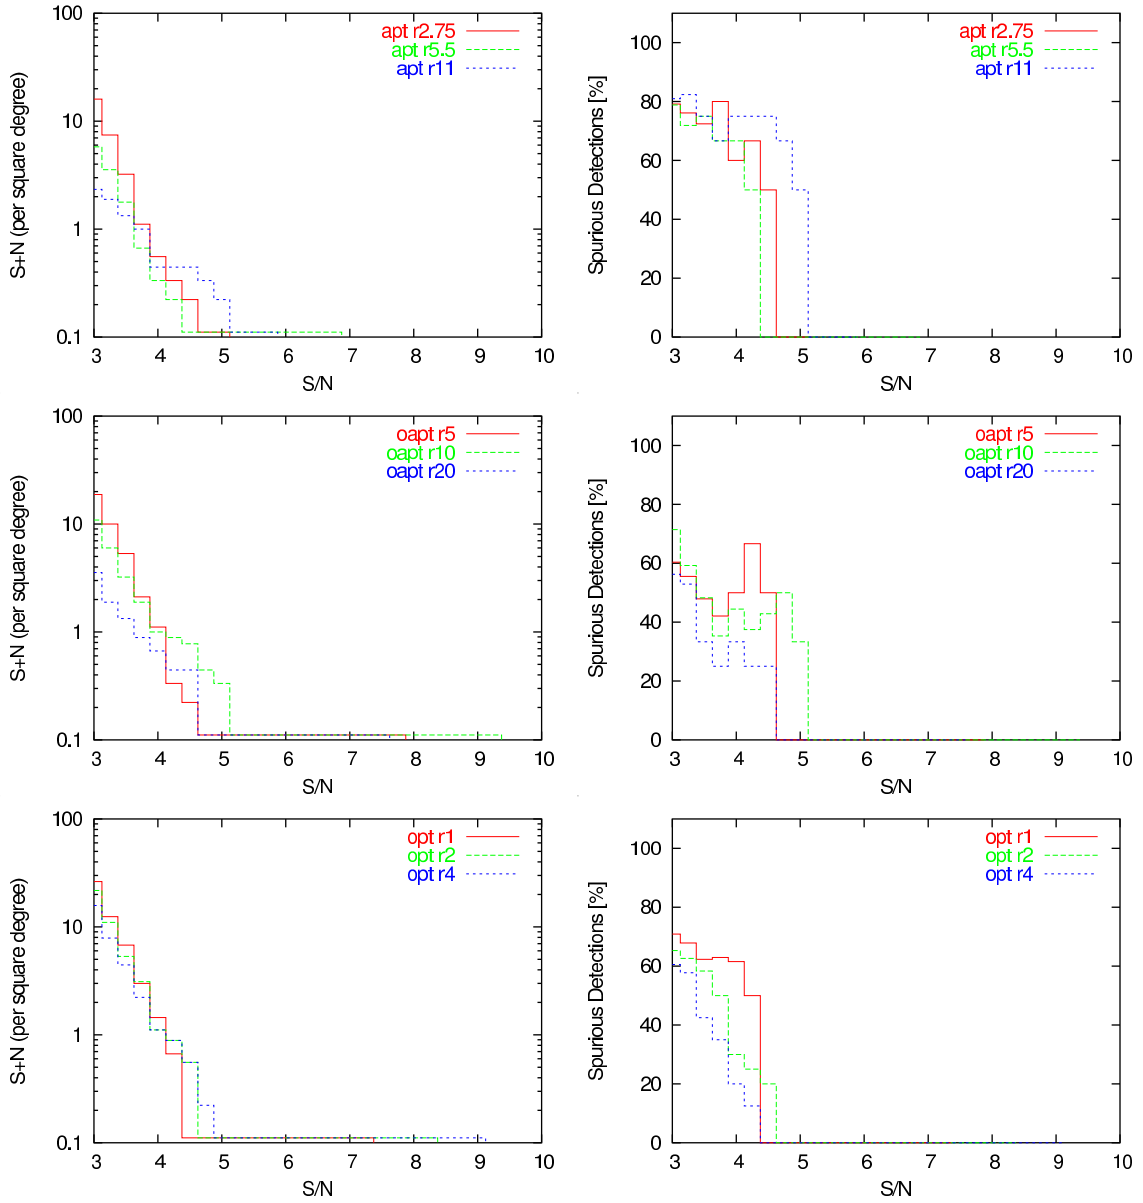 S+N (per square degree)
100
10
1
0.1
3 4 5 6 7 8 9 10
S/N
apt r2.75
apt r5.5
apt r11
Spurious Detections [%]
100
80
60
40
20
0
3 4 5 6 7 8 9 10
S/N
apt r2.75
apt r5.5
apt r11
S+N (per square degree)
100
10
1
0.1
3 4 5 6 7 8 9 10
S/N
oapt r5
oapt r10
oapt r20
Spurious Detections [%]
100
80
60
40
20
0
3 4 5 6 7 8 9 10
S/N
oapt r5
oapt r10
oapt r20
S+N (per square degree)
100
10
1
0.1
3 4 5 6 7 8 9 10
S/N
opt r1
opt r2
opt r4
Spurious Detections [%]
100
80
60
40
20
0
3 4 5 6 7 8 9 10
S/N
opt r1
opt r2
opt r4